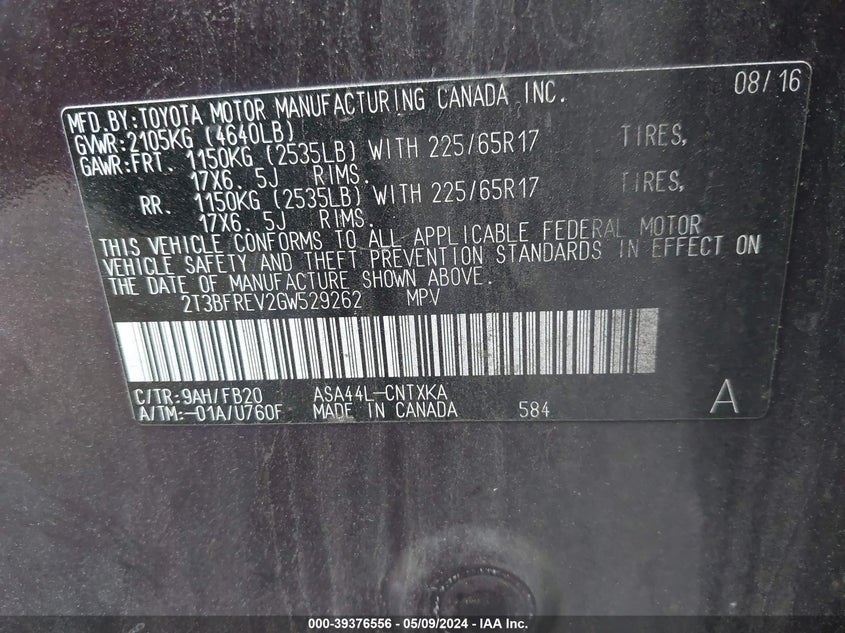 MFD.BY:TOYOTA MOTOR MANUFACTURING CANADA INC. 08/16
GVWR:2105KG (4640LB)
GAWR:FRT. 1150KG (2535LB) WITH 225/65R17 TIRES,
17X6. 5J RIMS.
RR. 1150KG (2535LB) WITH 225/65R17 TIRES,
17X6. 5J RIMS.
THIS VEHICLE CONFORMS TO ALL APPLICABLE FEDERAL MOTOR
VEHICLE SAFETY AND THEFT PREVENTION STANDARDS IN EFFECT ON
THE DATE OF MANUFACTURE SHOWN ABOVE.
2T3BFREV2GW529262 MPV
C/TR:9AH/FB20 ASA44L-CNTXKA
A/TM:-01A/U760F MADE IN CANADA 584 A
000-39376556 - 05/09/2024 - IAA, Inc.